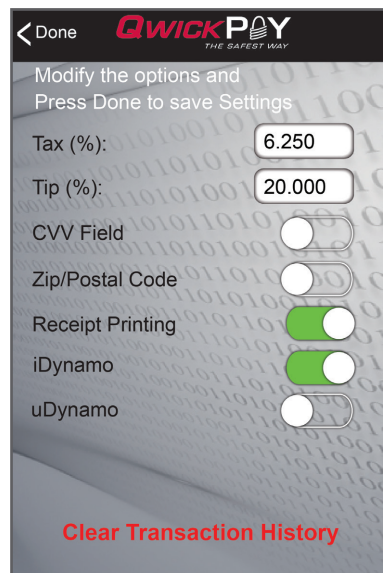 Done
QWICKPAY
THE SAFEST WAY
Modify the options and
Press Done to save Settings
Tax (%): 6.250
Tip (%): 20.000
CVV Field
Zip/Postal Code
Receipt Printing
iDynamo
uDynamo
Clear Transaction History